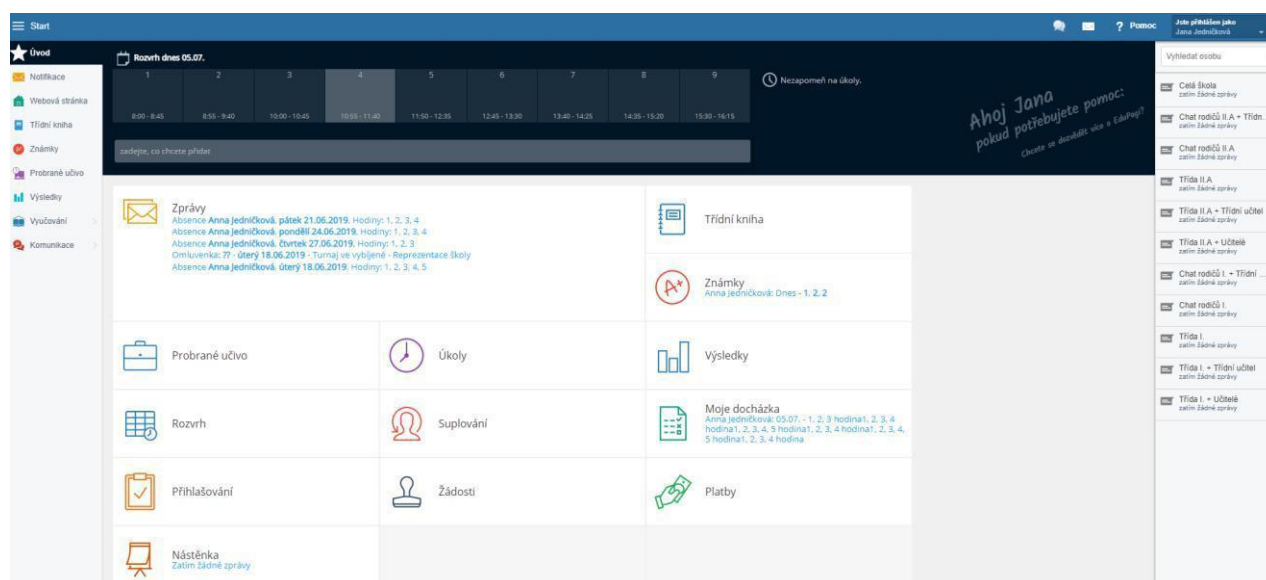 Start
? Pomoc
Jste přihlášen jako
Jana Jedničková
Úvod
Notifikace
Webová stránka
Třídní kniha
Známky
Probrané učivo
Výsledky
Vyučování
Komunikace
Rozvrh dnes 05.07.
1 2 3 4 5 6 7 8 9
8:00 - 8:45 8:55 - 9:40 10:00 - 10:45 10:55 - 11:40 11:50 - 12:35 12:45 - 13:30 13:40 - 14:25 14:35 - 15:20 15:30 - 16:15
Nezapomeň na úkoly.
zadejte, co chcete přidat
Ahoj Jana
pokud potřebujete pomoc:
Chcete se dozvědět více o EduPage?
Zprávy
Absence Anna Jedničková, pátek 21.06.2019, Hodiny: 1, 2, 3, 4
Absence Anna Jedničková, pondělí 24.06.2019, Hodiny: 1, 2, 3, 4
Absence Anna Jedničková, čtvrtek 27.06.2019, Hodiny: 1, 2, 3
Omluvenka: ?? - úterý 18.06.2019 - Turnaj ve vybíjené - Reprezentace školy
Absence Anna Jedničková, úterý 18.06.2019, Hodiny: 1, 2, 3, 4, 5
Třídní kniha
A+
Známky
Anna Jedničková: Dnes - 1, 2, 2
Probrané učivo
Úkoly
Výsledky
Rozvrh
Suplování
Moje docházka
Anna Jedničková: 05.07. - 1, 2, 3 hodina1, 2, 3, 4
hodina1, 2, 3, 4, 5 hodina1, 2, 3, 4 hodina1, 2, 3, 4,
5 hodina1, 2, 3, 4 hodina
Přihlašování
Žádosti
Platby
Nástěnka
Zatím žádné zprávy
Vyhledat osobu
Celá škola
zatím žádné zprávy
Chat rodičů II.A + Třídn.
zatím žádné zprávy
Chat rodičů II.A
zatím žádné zprávy
Třída II.A
zatím žádné zprávy
Třída II.A + Třídní učitel
zatím žádné zprávy
Třída II.A + Učitelé
zatím žádné zprávy
Chat rodičů I. + Třídní ...
zatím žádné zprávy
Chat rodičů I.
zatím žádné zprávy
Třída I.
zatím žádné zprávy
Třída I. + Třídní učitel
zatím žádné zprávy
Třída I. + Učitelé
zatím žádné zprávy